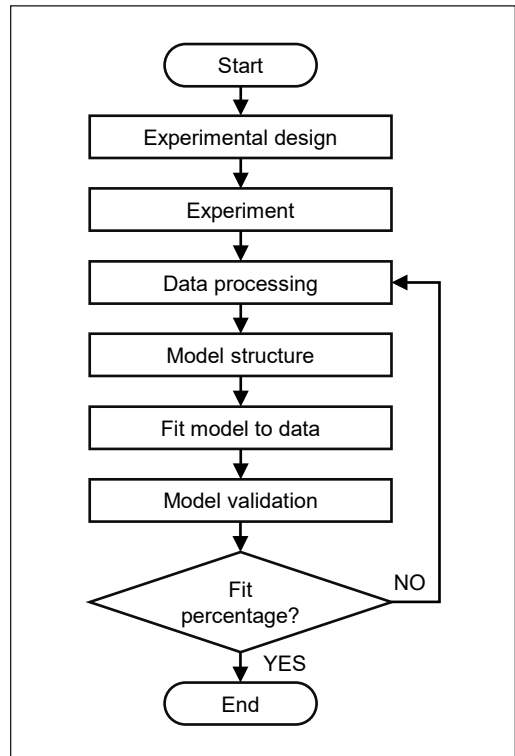 Start
Experimental design
Experiment
Data processing
Model structure
Fit model to data
Model validation
Fit
percentage?
NO
YES
End